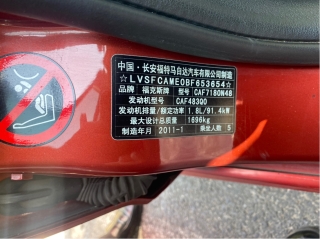 中国·长安福特马自达汽车有限公司制造
☆LVSFCAME0BF653654☆
品牌 福克斯牌 型号 CAF7180N48
发动机型号 CAF483Q0
发动机排量/额定功率 1.8L/91.4kW
最大设计总质量 1696kg
制造年月 2011-1 乘坐人数 5